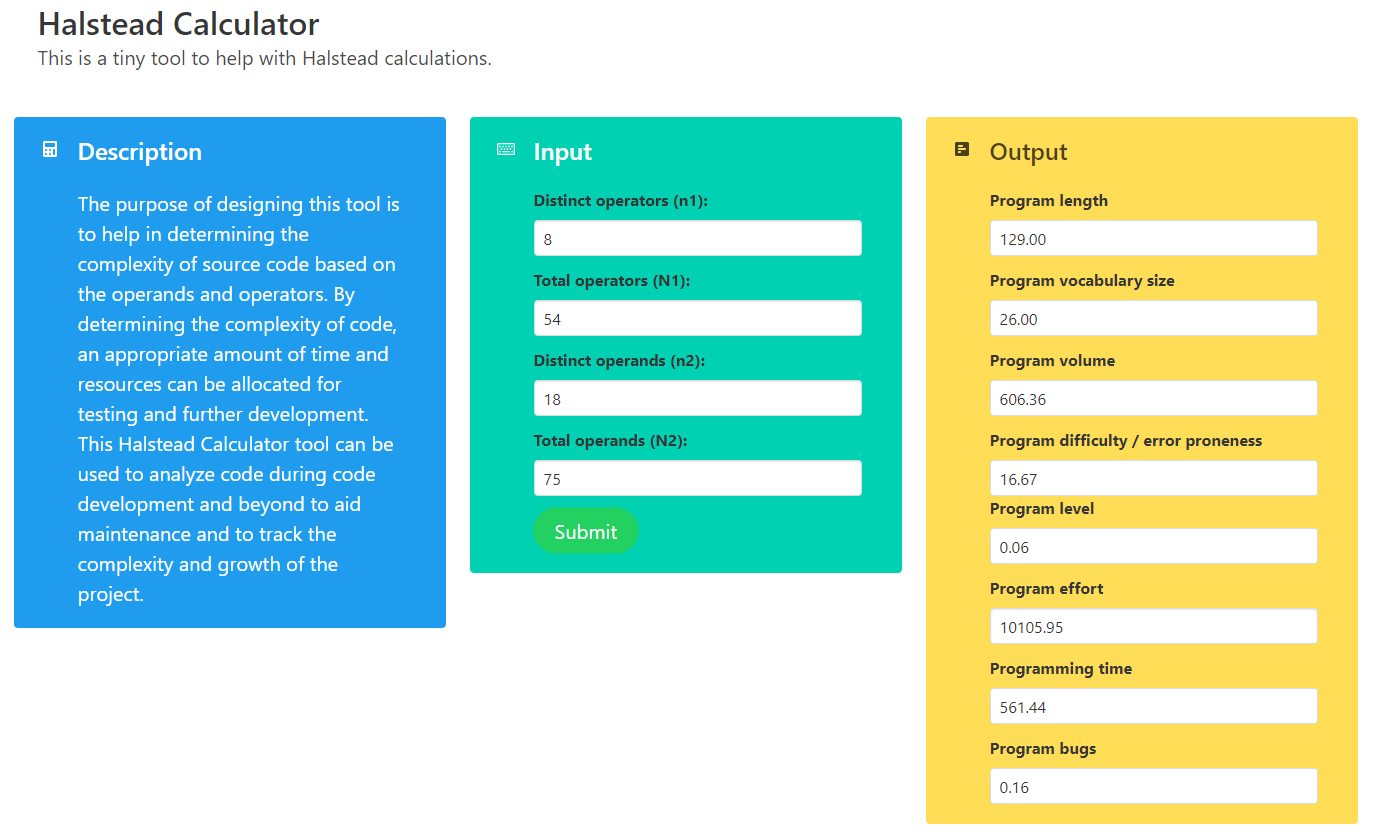 Halstead Calculator
This is a tiny tool to help with Halstead calculations.
Description
The purpose of designing this tool is
to help in determining the
complexity of source code based on
the operands and operators. By
determining the complexity of code,
an appropriate amount of time and
resources can be allocated for
testing and further development.
This Halstead Calculator tool can be
used to analyze code during code
development and beyond to aid
maintenance and to track the
complexity and growth of the
project.
Input
Distinct operators (n1):
8
Total operators (N1):
54
Distinct operands (n2):
18
Total operands (N2):
75
Submit
Output
Program length
129.00
Program vocabulary size
26.00
Program volume
606.36
Program difficulty / error proneness
16.67
Program level
0.06
Program effort
10105.95
Programming time
561.44
Program bugs
0.16